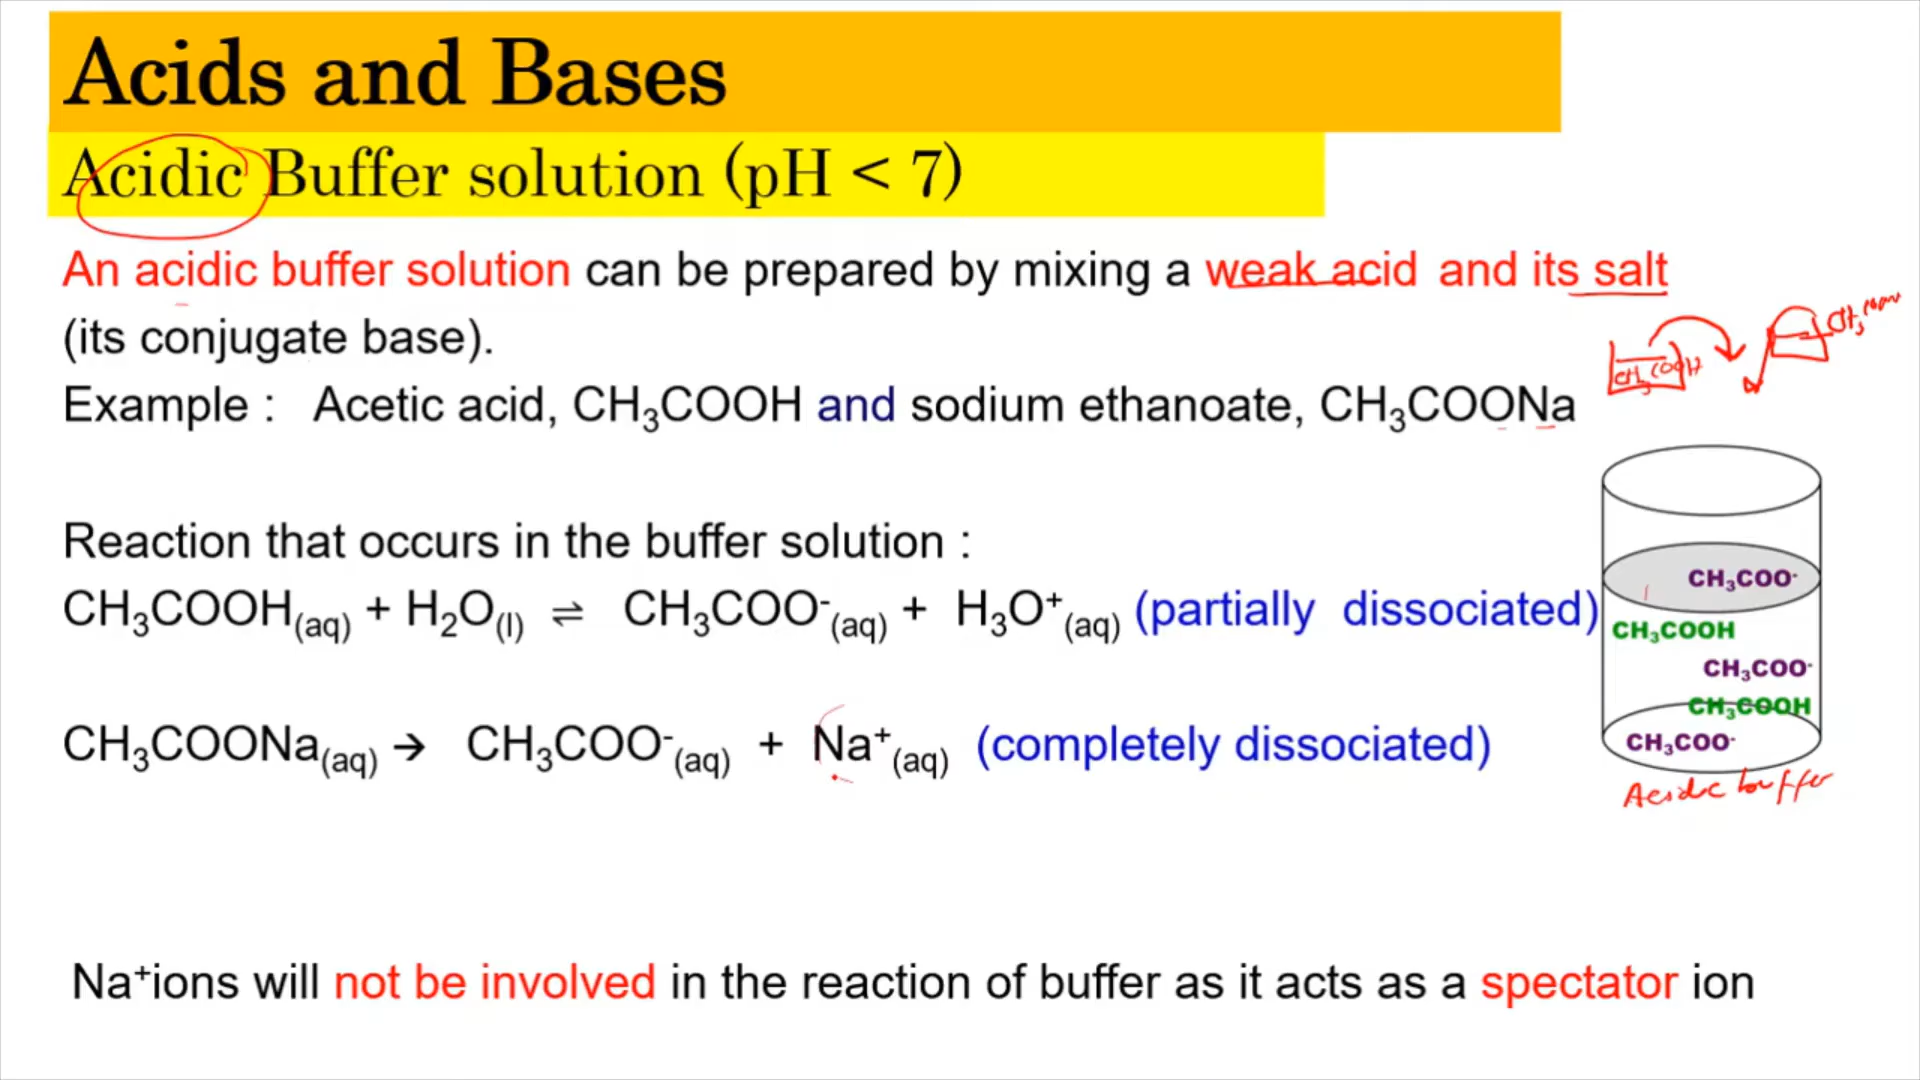 Acids and Bases
Acidic Buffer solution (pH < 7)
An acidic buffer solution can be prepared by mixing a weak acid and its salt
(its conjugate base).
CH₃COOH
Example : Acetic acid, CH₃COOH and sodium ethanoate, CH₃COONa
Reaction that occurs in the buffer solution :
CH₃COOH(aq) + H₂O(l) ⇌ CH₃COO⁻(aq) + H₃O⁺(aq) (partially dissociated)
CH₃COONa(aq) → CH₃COO⁻(aq) + Na⁺(aq) (completely dissociated)
CH₃COO⁻
CH₃COOH
CH₃COO⁻
CH₃COOH
CH₃COO⁻
Acidic buffer
Na⁺ions will not be involved in the reaction of buffer as it acts as a spectator ion